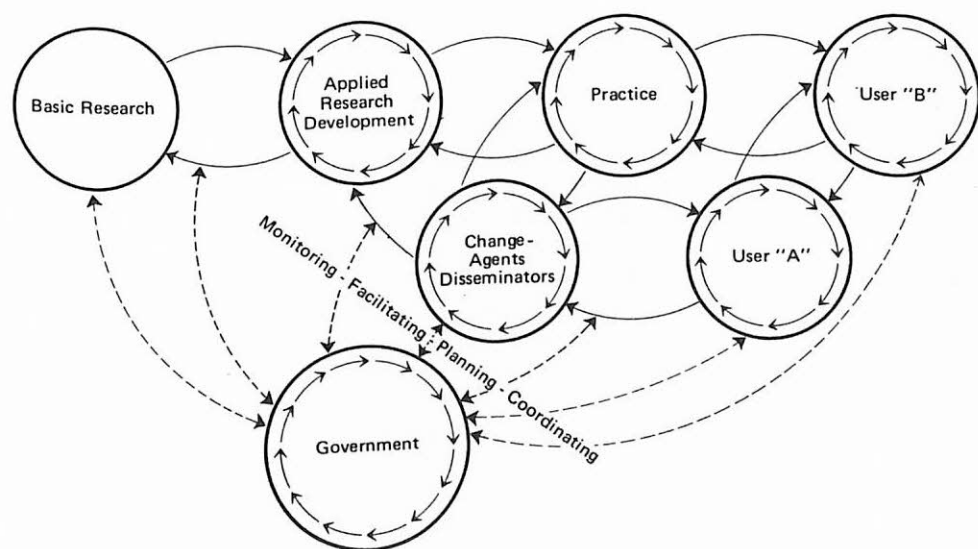 Basic Research
Applied
Research
Development
Practice
User "B"
Change-
Agents
Disseminators
User "A"
Monitoring - Facilitating - Planning - Coordinating
Government